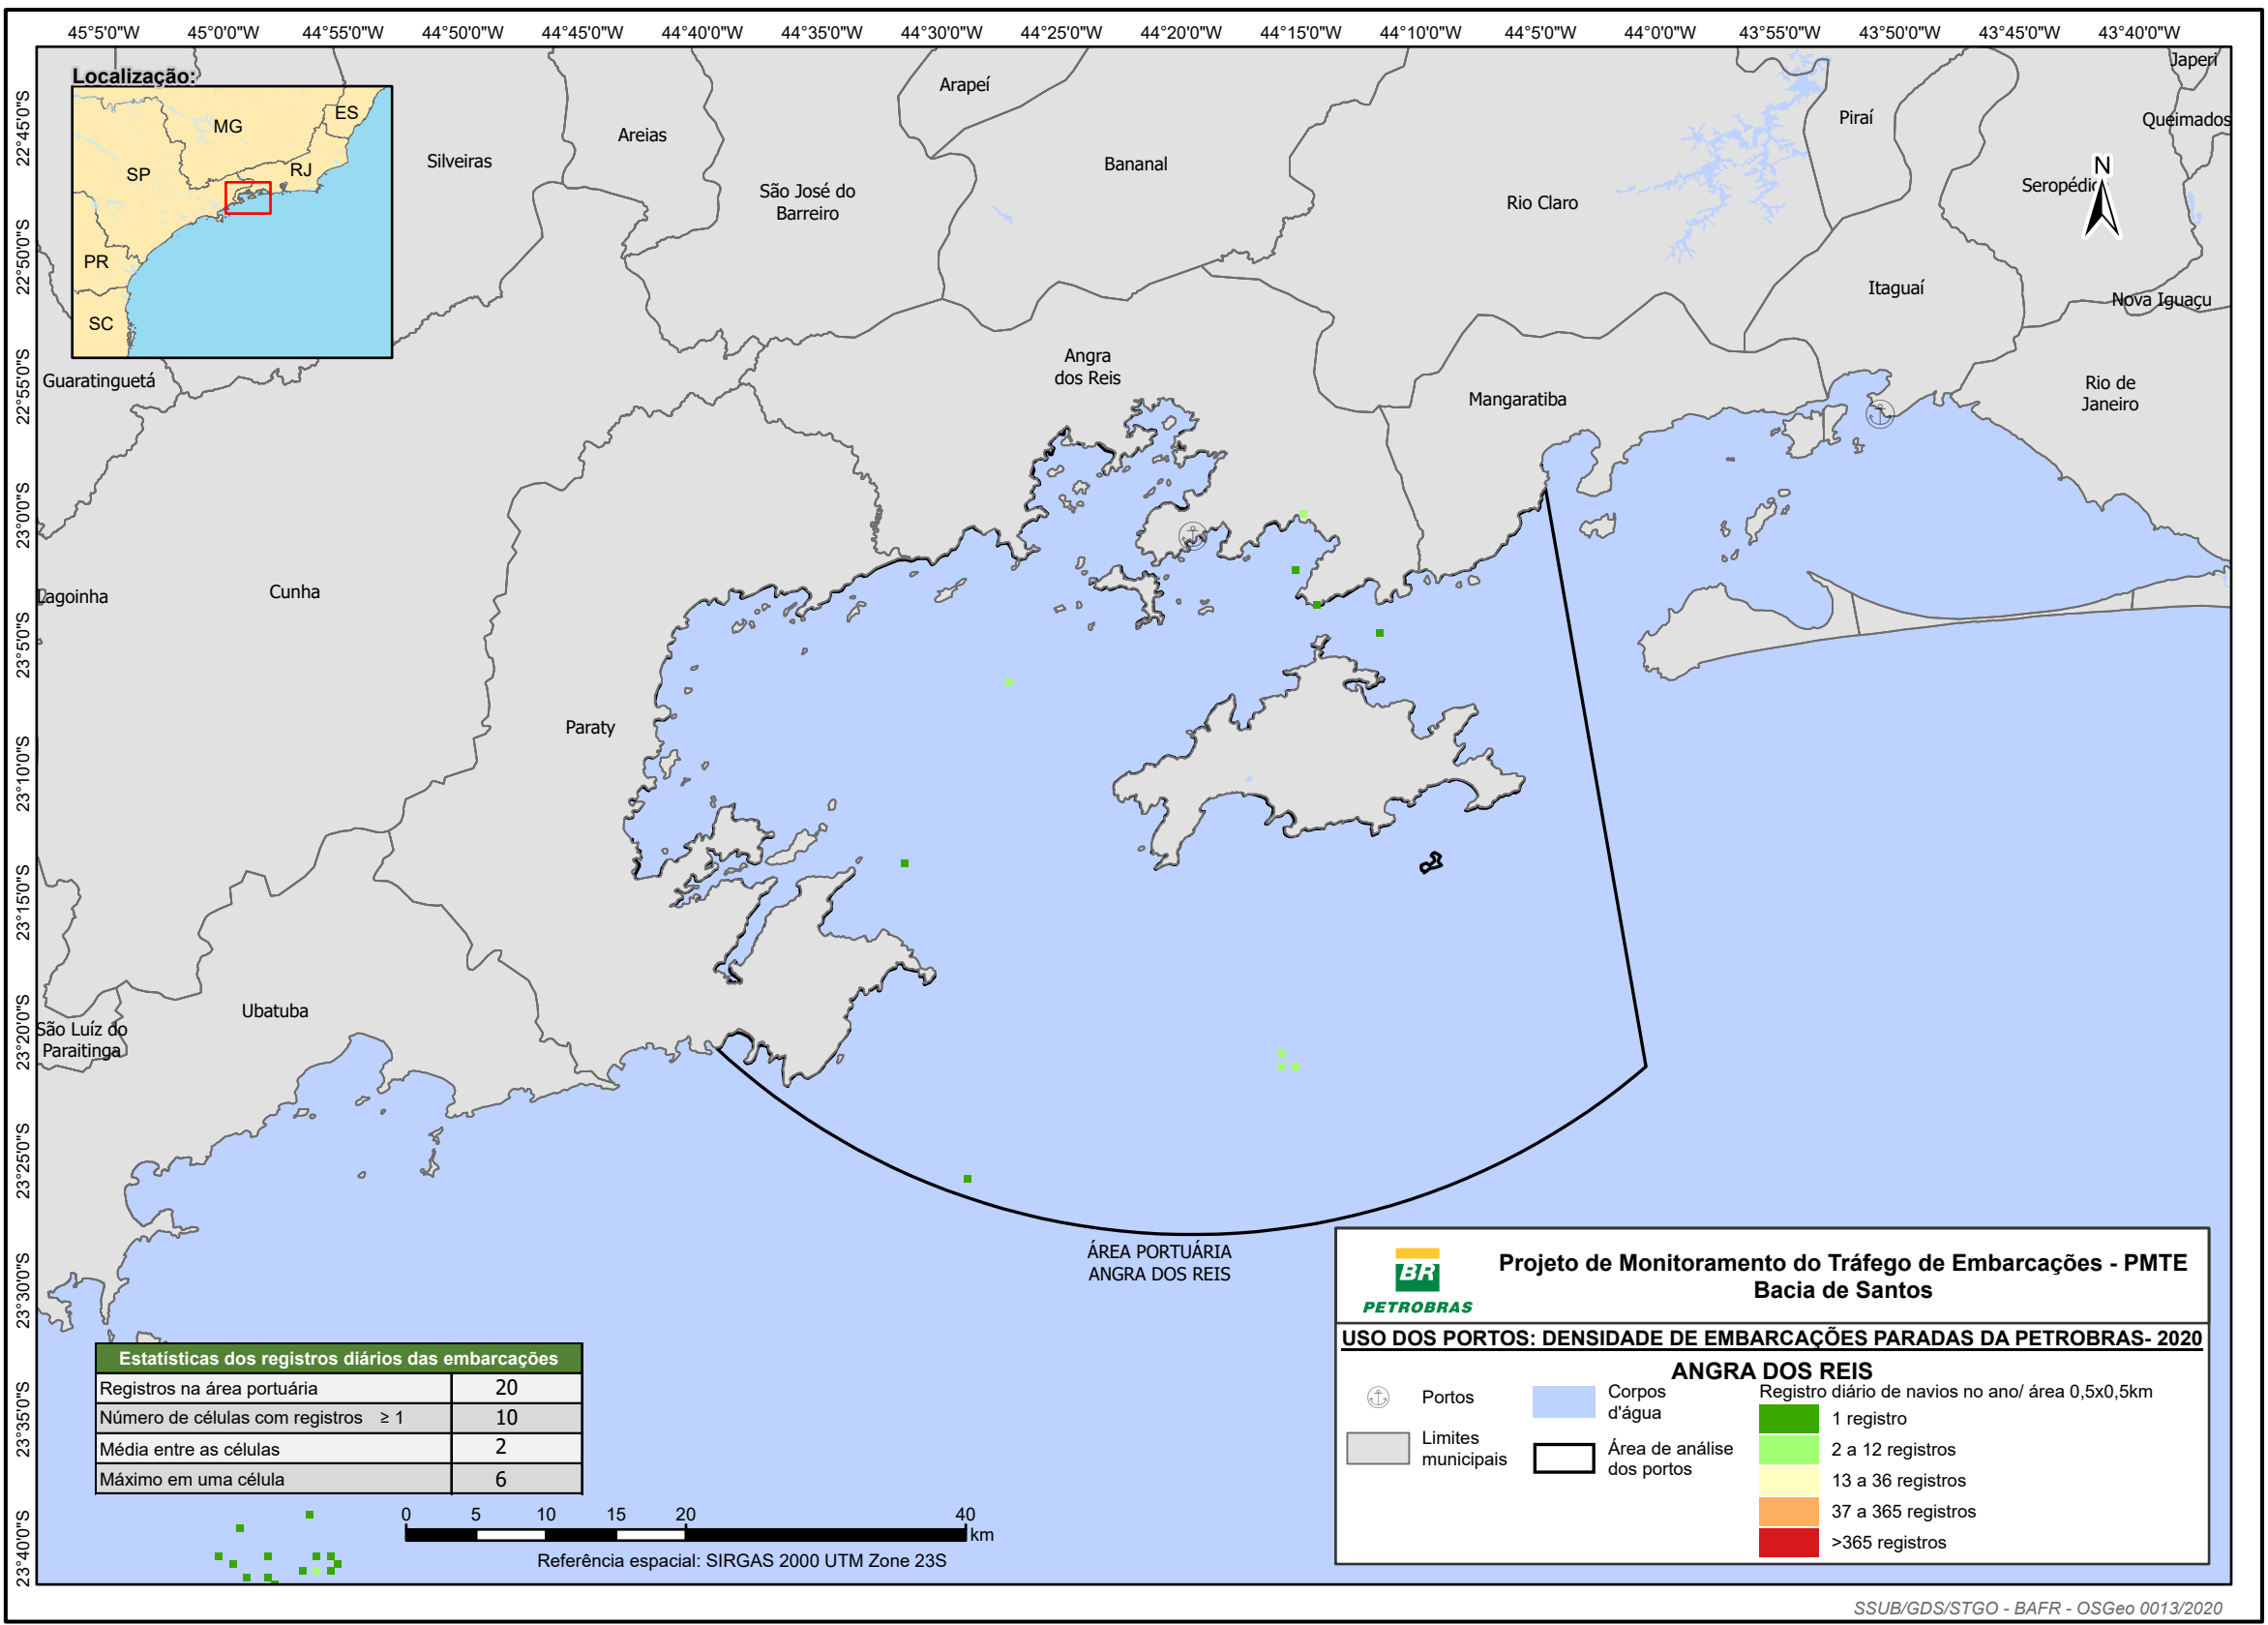 45°5'0"W 45°0'0"W 44°55'0"W 44°50'0"W 44°45'0"W 44°40'0"W 44°35'0"W 44°30'0"W 44°25'0"W 44°20'0"W 44°15'0"W 44°10'0"W 44°5'0"W 44°0'0"W 43°55'0"W 43°50'0"W 43°45'0"W 43°40'0"W
22°45'0"S
22°50'0"S
22°55'0"S
23°0'0"S
23°5'0"S
23°10'0"S
23°15'0"S
23°20'0"S
23°25'0"S
23°30'0"S
23°35'0"S
23°40'0"S
Localização:
ES
MG
SP
RJ
PR
SC
Japeri
Arapeí
Piraí
Queimados
Areias
Silveiras
Bananal
São José do
Barreiro
Rio Claro
Seropédic
N
Itaguaí
Nova Iguaçu
Angra
dos Reis
Guaratinguetá
Mangaratiba
Rio de
Janeiro
Lagoinha
Cunha
Paraty
Ubatuba
São Luíz do
Paraitinga
ÁREA PORTUÁRIA
ANGRA DOS REIS
Estatísticas dos registros diários das embarcações
Registros na área portuária 20
Número de células com registros ≥ 1 10
Média entre as células 2
Máximo em uma célula 6
0 5 10 15 20 40
km
Referência espacial: SIRGAS 2000 UTM Zone 23S
BR
PETROBRAS
Projeto de Monitoramento do Tráfego de Embarcações - PMTE
Bacia de Santos
USO DOS PORTOS: DENSIDADE DE EMBARCAÇÕES PARADAS DA PETROBRAS- 2020
ANGRA DOS REIS
Portos
Limites
municipais
Corpos
d'água
Área de análise
dos portos
Registro diário de navios no ano/ área 0,5x0,5km
1 registro
2 a 12 registros
13 a 36 registros
37 a 365 registros
>365 registros
SSUB/GDS/STGO - BAFR - OSGeo 0013/2020